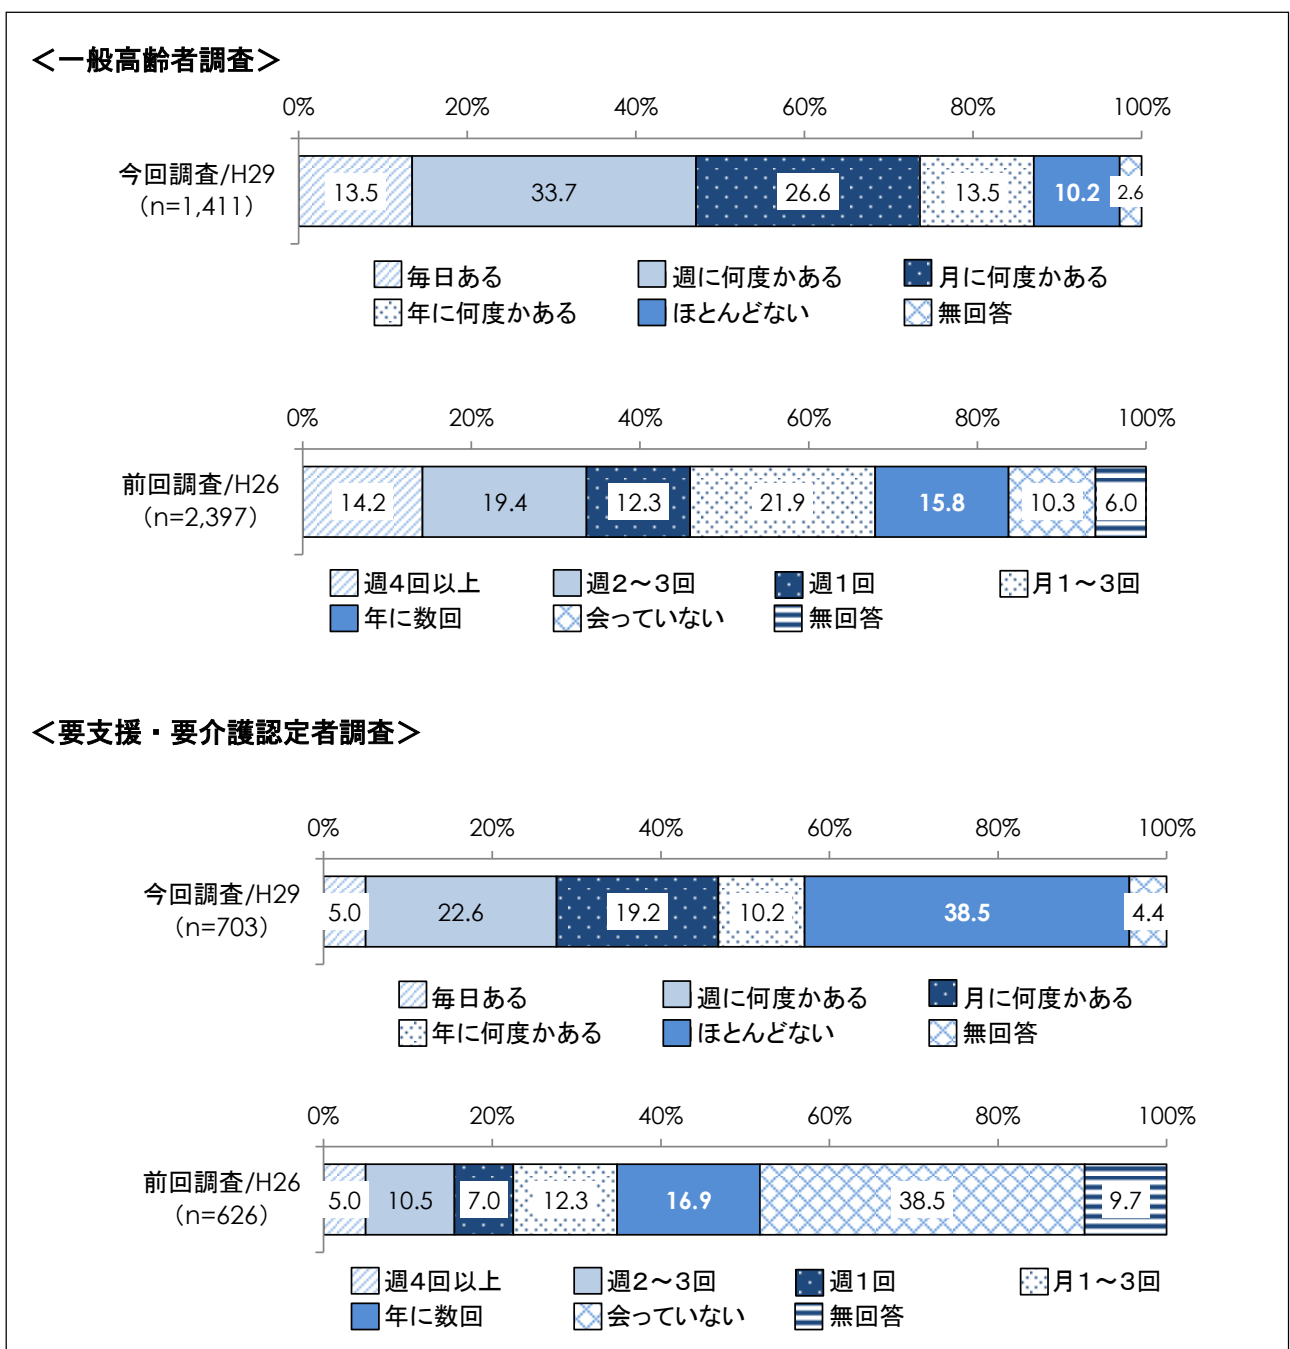 ＜一般高齢者調査＞
0% 20% 40% 60% 80% 100%
今回調査/H29
（n=1,411）
13.5 33.7 26.6 13.5 10.2 2.6
毎日ある 週に何度かある 月に何度かある
年に何度かある ほとんどない 無回答
0% 20% 40% 60% 80% 100%
前回調査/H26
（n=2,397）
14.2 19.4 12.3 21.9 15.8 10.3 6.0
週４回以上 週２～３回 週１回 月１～３回
年に数回 会っていない 無回答
＜要支援・要介護認定者調査＞
0% 20% 40% 60% 80% 100%
今回調査/H29
（n=703）
5.0 22.6 19.2 10.2 38.5 4.4
毎日ある 週に何度かある 月に何度かある
年に何度かある ほとんどない 無回答
0% 20% 40% 60% 80% 100%
前回調査/H26
（n=626）
5.0 10.5 7.0 12.3 16.9 38.5 9.7
週４回以上 週２～３回 週１回 月１～３回
年に数回 会っていない 無回答